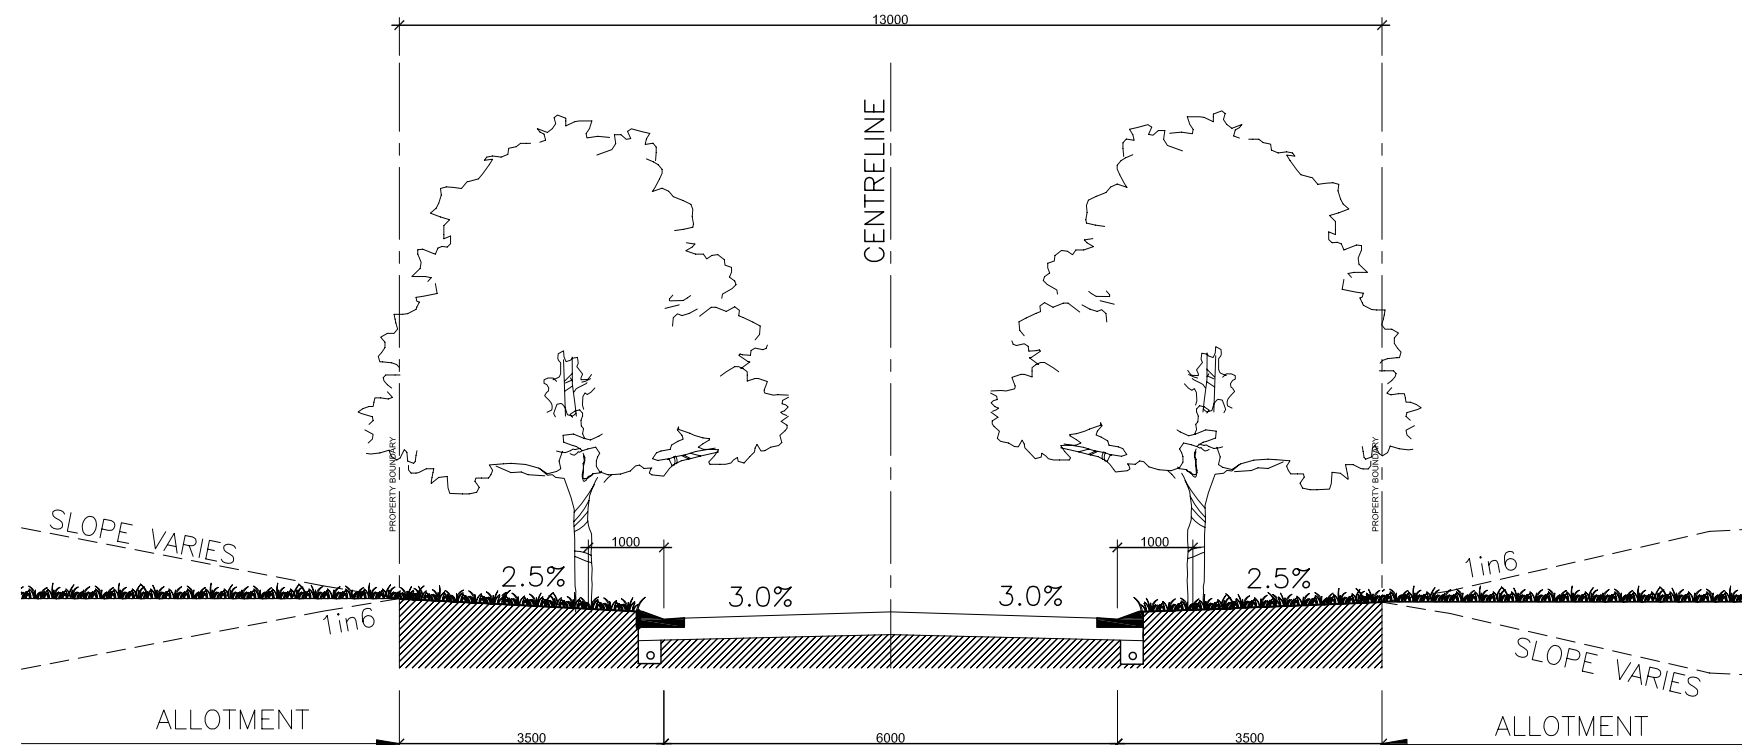 13000
CENTRELINE
PROPERTY BOUNDARY
PROPERTY BOUNDARY
SLOPE VARIES
1000
1000
2.5%
3.0%
3.0%
2.5%
1in6
1in6
SLOPE VARIES
ALLOTMENT
ALLOTMENT
3500
6000
3500